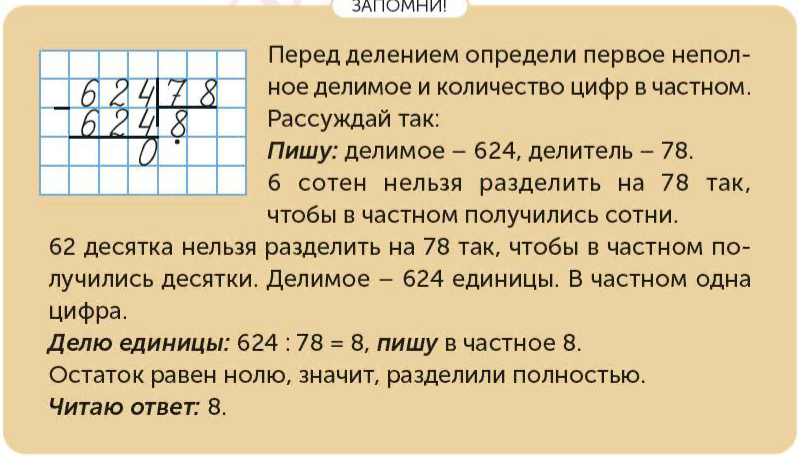 ЗАПОМНИ!
624 78
624 8
0
Перед делением определи первое непол-
ное делимое и количество цифр в частном.
Рассуждай так:
Пишу: делимое – 624, делитель – 78.
6 сотен нельзя разделить на 78 так,
чтобы в частном получились сотни.
62 десятка нельзя разделить на 78 так, чтобы в частном по-
лучились десятки. Делимое – 624 единицы. В частном одна
цифра.
Делю единицы: 624 : 78 = 8, пишу в частное 8.
Остаток равен нолю, значит, разделили полностью.
Читаю ответ: 8.